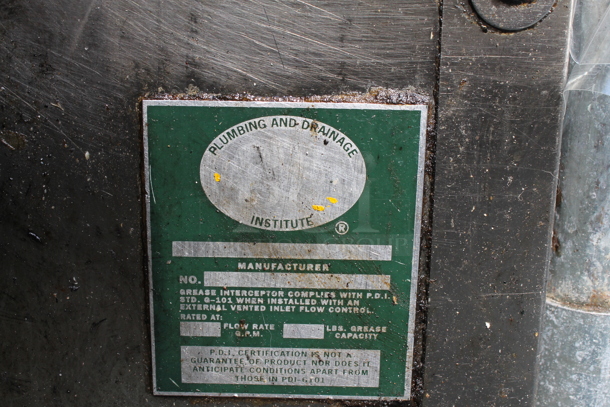 PLUMBING AND DRAINAGE
INSTITUTE
®
MANUFACTURER
NO.
GREASE INTERCEPTOR COMPLIES WITH P.D.I.
STD. G-101 WHEN INSTALLED WITH AN
EXTERNAL VENTED INLET FLOW CONTROL.
RATED AT:
FLOW RATE
G.P.M.
LBS. GREASE
CAPACITY
P.D.I. CERTIFICATION IS NOT A
GUARANTEE OF PRODUCT NOR DOES IT
ANTICIPATE CONDITIONS APART FROM
THOSE IN PDI-G101